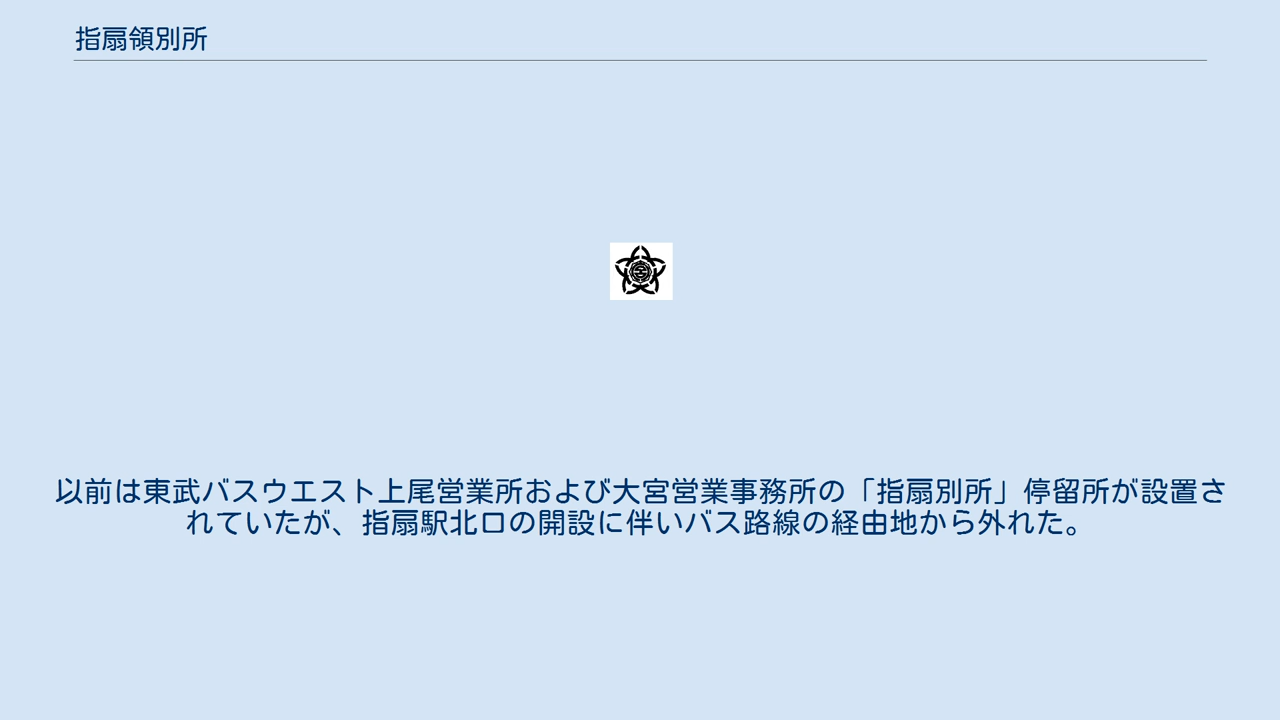 指扇領別所
以前は東武バスウエスト上尾営業所および大宮営業事務所の「指扇別所」停留所が設置さ
れていたが、指扇駅北口の開設に伴いバス路線の経由地から外れた。